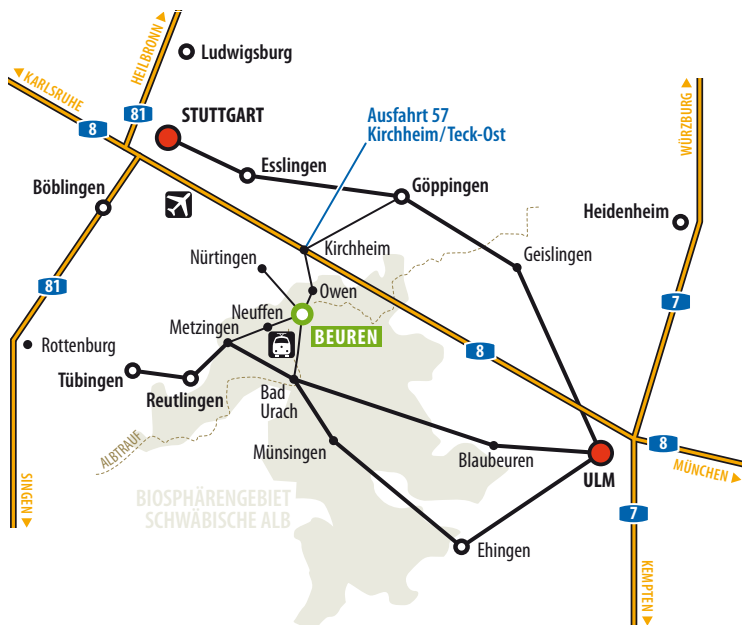 HEILBRONN
Ludwigsburg
KARLSRUHE
81
STUTTGART
8
Ausfahrt 57
Kirchheim/Teck-Ost
WÜRZBURG
Esslingen
Göppingen
Böblingen
Heidenheim
Nürtingen
Kirchheim
Geislingen
81
Owen
7
Neuffen
Metzingen
BEUREN
Rottenburg
8
Tübingen
Reutlingen
Bad
Urach
ALBTRAUF
Münsingen
Blaubeuren
8
MÜNCHEN
ULM
SINGEN
BIOSPHÄRENGEBIET
SCHWÄBISCHE ALB
7
Ehingen
KEMPTEN